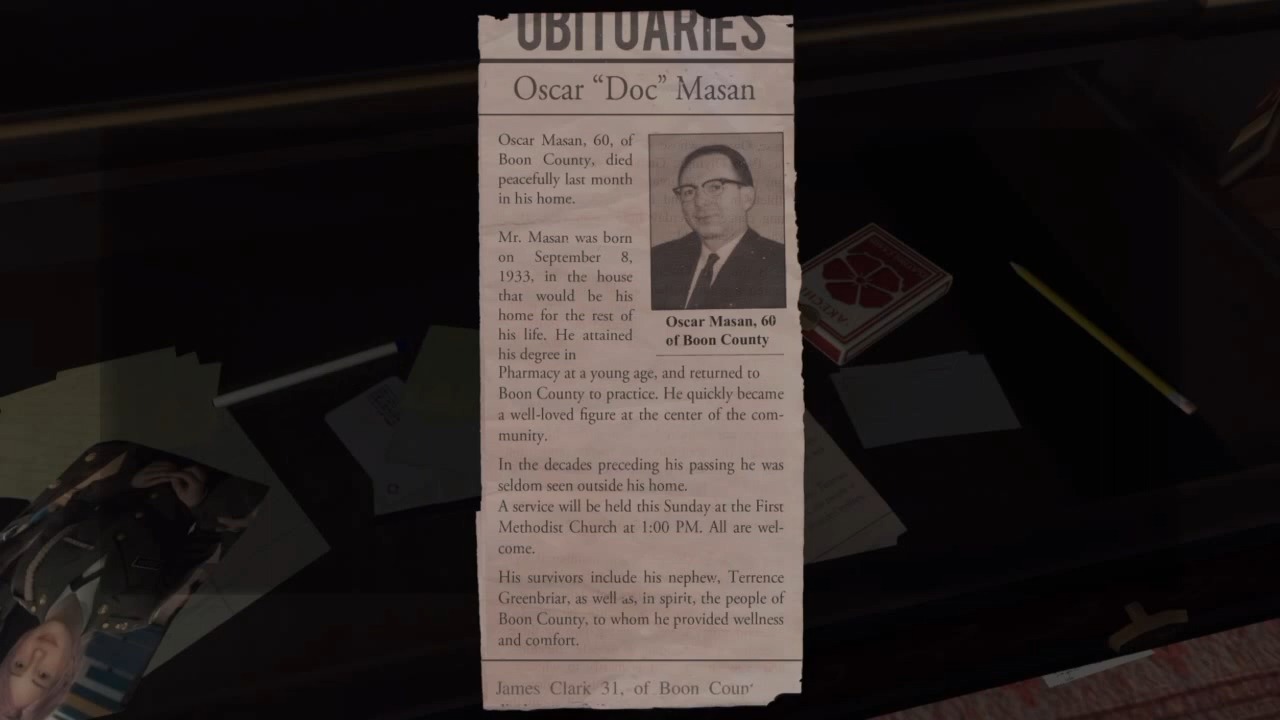 OBITUARIES
Oscar “Doc” Masan
Oscar Masan, 60, of
Boon County, died
peacefully last month
in his home.
Mr. Masan was born
on September 8,
1933, in the house
that would be his
home for the rest of
his life. He attained
his degree in
Oscar Masan, 60
of Boon County
Pharmacy at a young age, and returned to
Boon County to practice. He quickly became
a well-loved figure at the center of the com-
munity.
In the decades preceding his passing he was
seldom seen outside his home.
A service will be held this Sunday at the First
Methodist Church at 1:00 PM. All are wel-
come.
His survivors include his nephew, Terrence
Greenbriar, as well as, in spirit, the people of
Boon County, to whom he provided wellness
and comfort.
James Clark 31, of Boon Coun